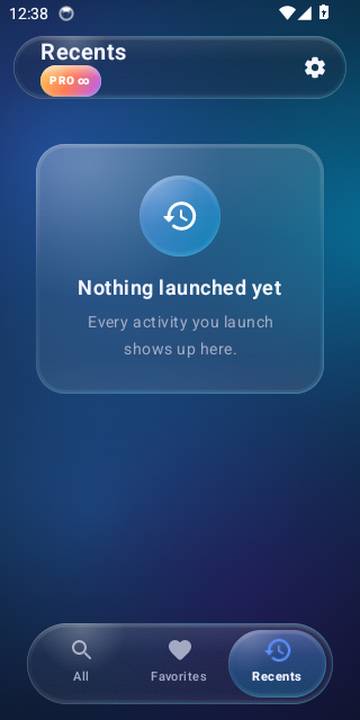 12:38
Recents
PRO ∞
Nothing launched yet
Every activity you launch
shows up here.
All
Favorites
Recents